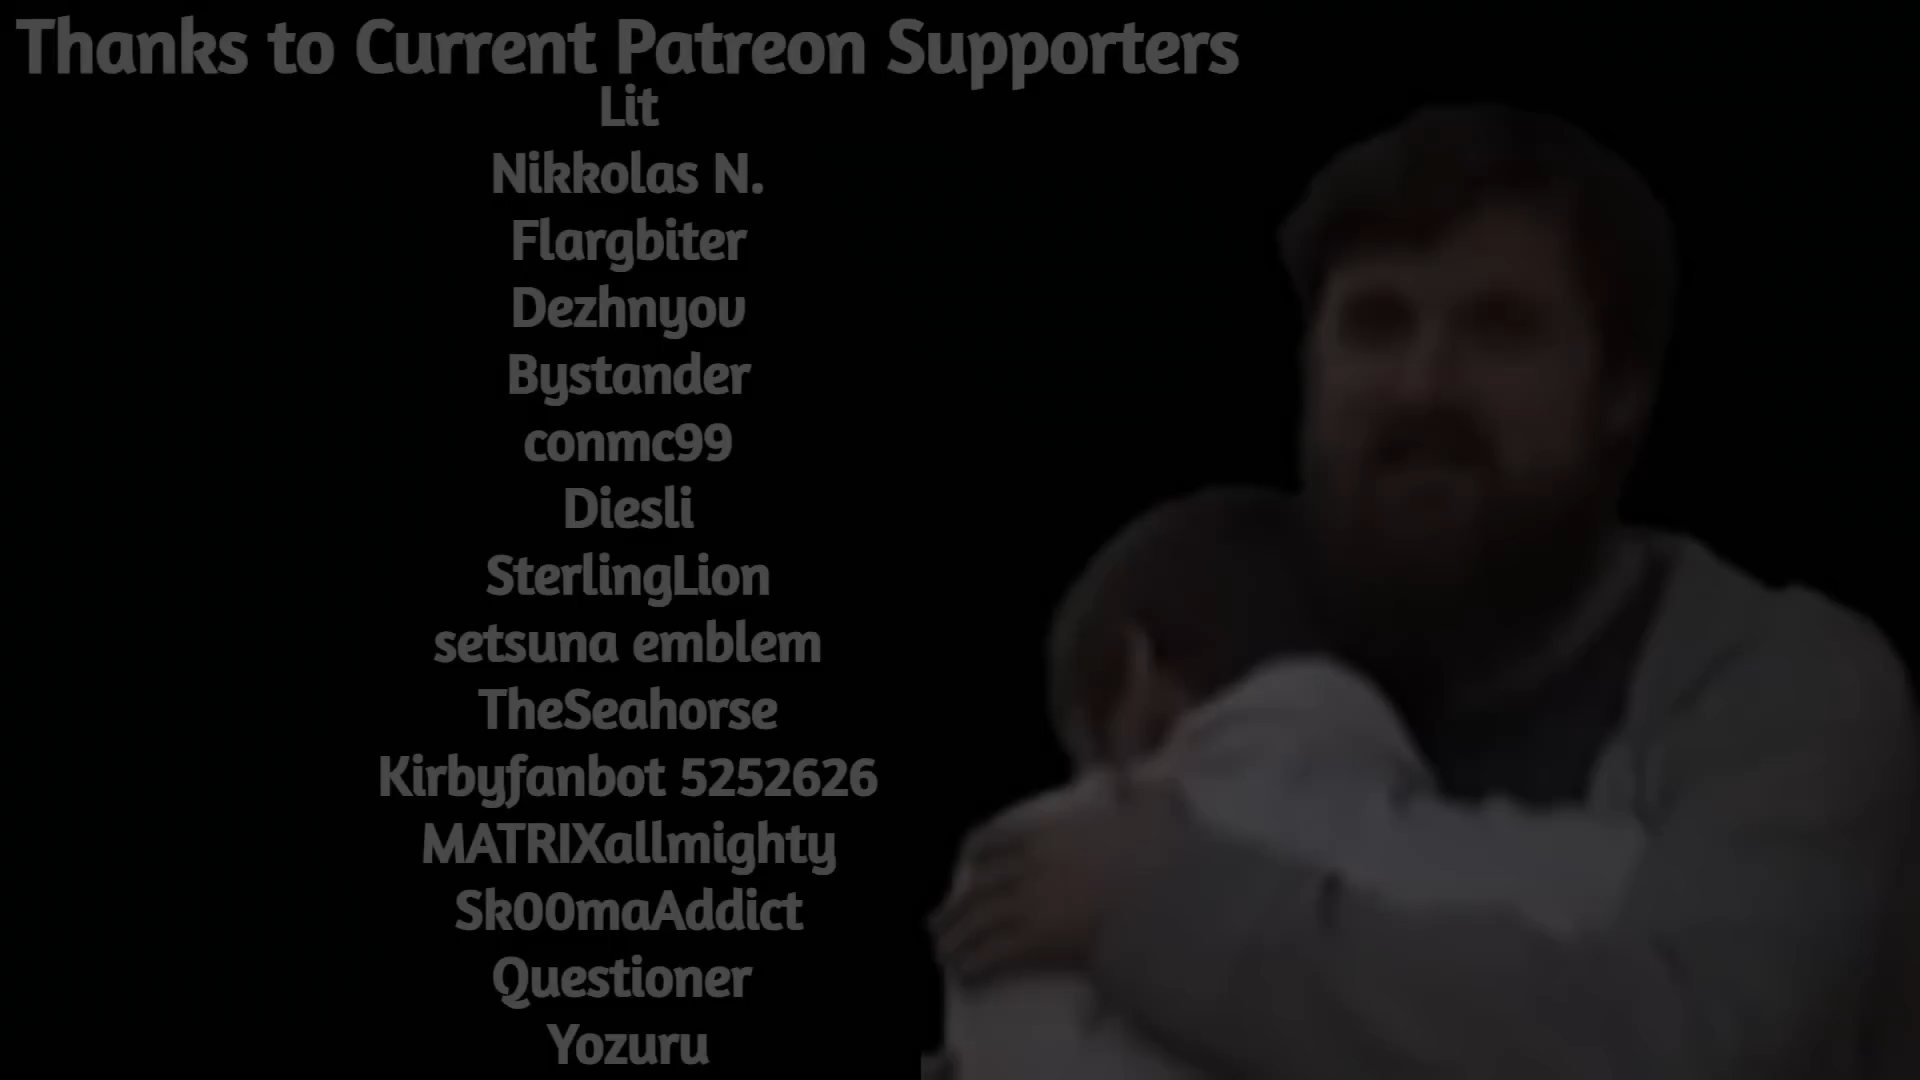 Thanks to Current Patreon Supporters
Lit
Nikkolas N.
Flargbiter
Dezhnyov
Bystander
conmc99
Diesli
SterlingLion
setsuna emblem
TheSeahorse
Kirbyfanbot 5252626
MATRIXallmighty
Sk00maAddict
Questioner
Yozuru